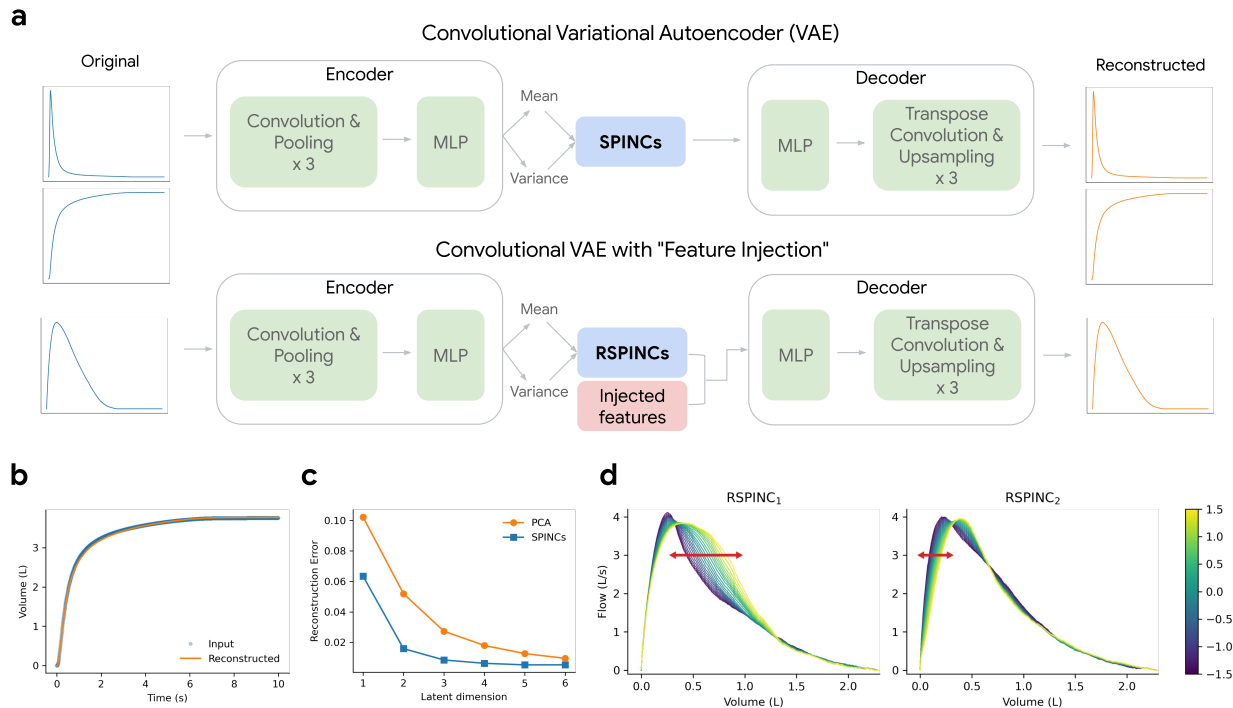 a
Convolutional Variational Autoencoder (VAE)
Original
Encoder
Convolution &
Pooling
x 3
MLP
Mean
Variance
SPINCs
Decoder
MLP
Transpose
Convolution &
Upsampling
x 3
Reconstructed
Convolutional VAE with "Feature Injection"
Encoder
Convolution &
Pooling
x 3
MLP
Mean
Variance
RSPINCs
Injected
features
Decoder
MLP
Transpose
Convolution &
Upsampling
x 3
b
Volume (L)
3
2
1
0
Input
Reconstructed
0 2 4 6 8 10
Time (s)
c
Reconstruction Error
0.10
0.08
0.06
0.04
0.02
PCA
SPINCs
1 2 3 4 5 6
Latent dimension
d
RSPINC₁
Flow (L/s)
4
3
2
1
0
0.0 0.5 1.0 1.5 2.0
Volume (L)
RSPINC₂
4
3
2
1
0
0.0 0.5 1.0 1.5 2.0
Volume (L)
1.5
1.0
0.5
0.0
−0.5
−1.0
−1.5